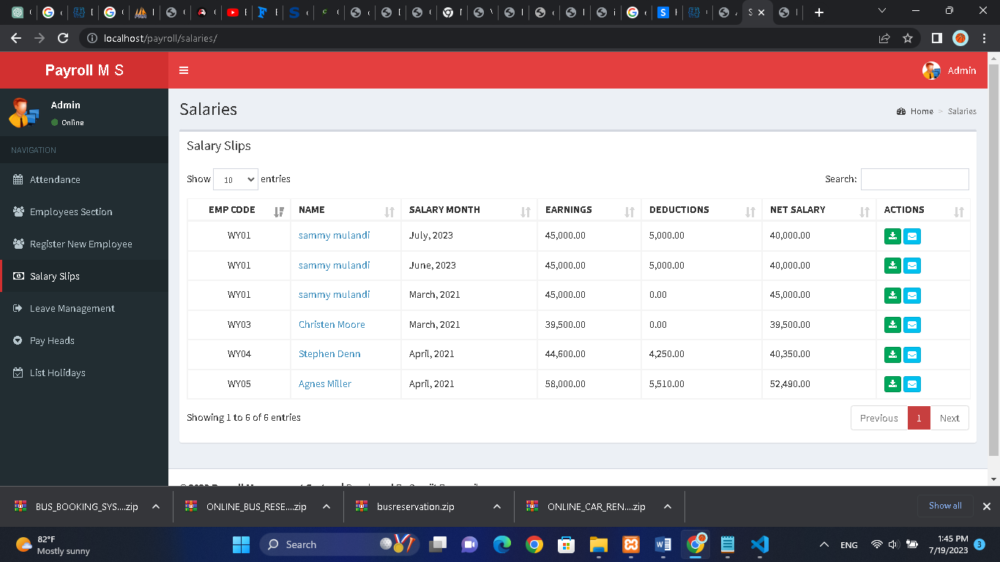 localhost/payroll/salaries/
Payroll M S
Admin
Admin
Online
Salaries
Home > Salaries
NAVIGATION
Attendance
Employees Section
Register New Employee
Salary Slips
Leave Management
Pay Heads
List Holidays
Salary Slips
Show 10 entries
Search:
EMP CODE NAME SALARY MONTH EARNINGS DEDUCTIONS NET SALARY ACTIONS
WY01 sammy mulandi July, 2023 45,000.00 5,000.00 40,000.00
WY01 sammy mulandi June, 2023 45,000.00 5,000.00 40,000.00
WY01 sammy mulandi March, 2021 45,000.00 0.00 45,000.00
WY03 Christen Moore March, 2021 39,500.00 0.00 39,500.00
WY04 Stephen Denn April, 2021 44,600.00 4,250.00 40,350.00
WY05 Agnes Miller April, 2021 58,000.00 5,510.00 52,490.00
Showing 1 to 6 of 6 entries
Previous 1 Next
BUS_BOOKING_SYS....zip
ONLINE_BUS_RESE....zip
busreservation.zip
ONLINE_CAR_REN....zip
Show all
82°F
Mostly sunny
Search
ENG
1:45 PM
7/19/2023
3